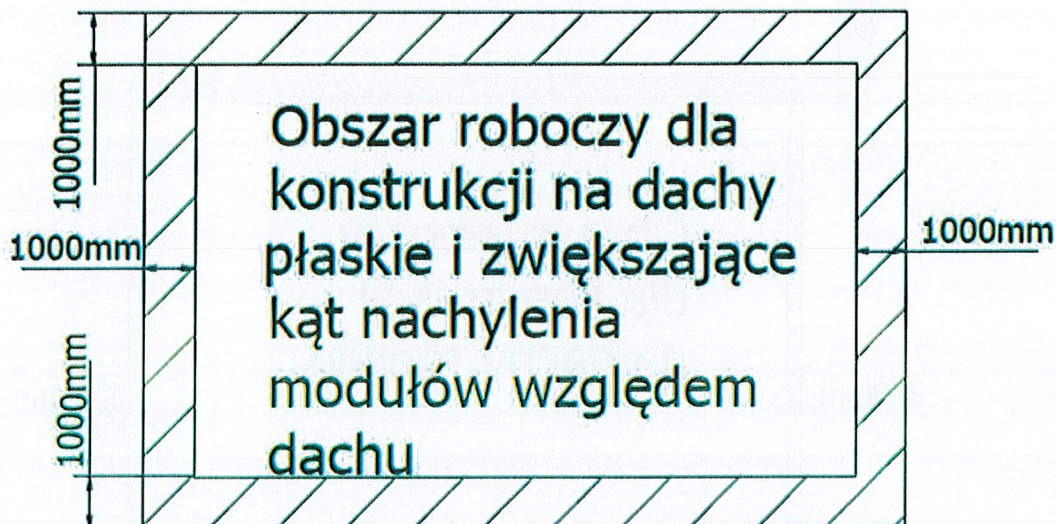 1000mm
Obszar roboczy dla
konstrukcji na dachy
płaskie i zwiększające
kąt nachylenia
modułów względem
dachu
1000mm
1000mm
1000mm